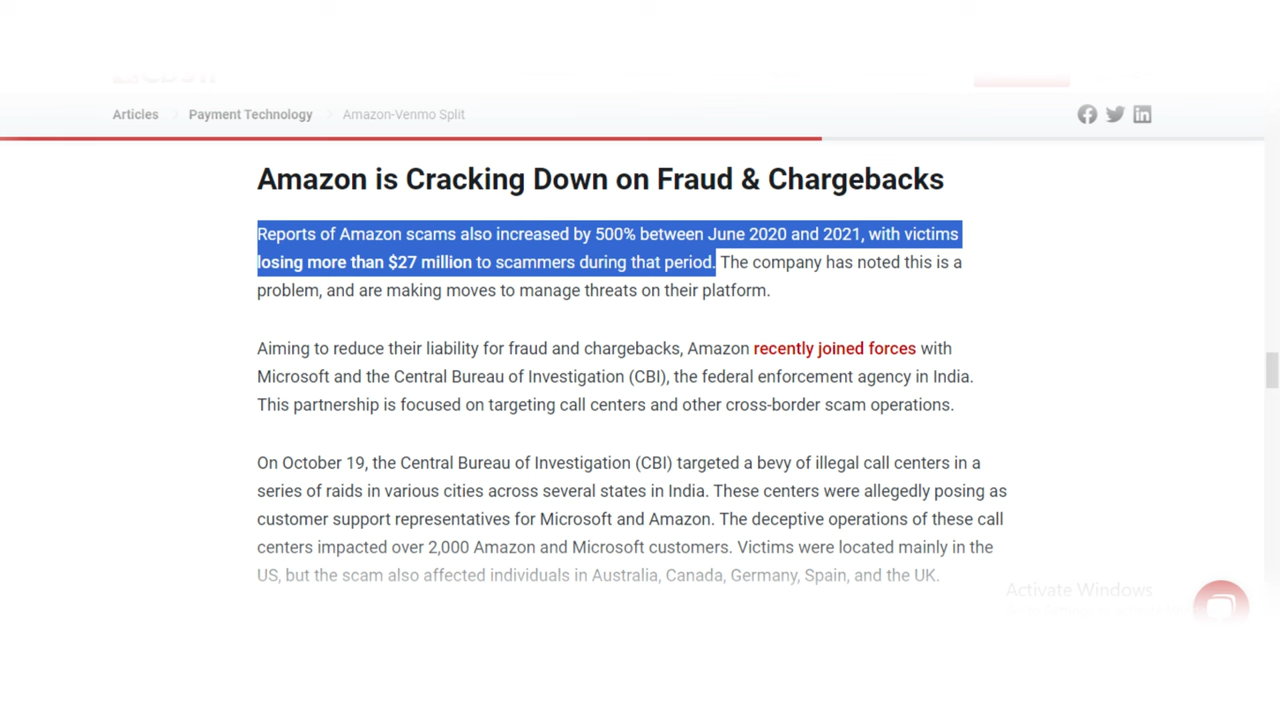 Articles > Payment Technology > Amazon-Venmo Split
Amazon is Cracking Down on Fraud & Chargebacks
Reports of Amazon scams also increased by 500% between June 2020 and 2021, with victims
losing more than $27 million to scammers during that period. The company has noted this is a
problem, and are making moves to manage threats on their platform.
Aiming to reduce their liability for fraud and chargebacks, Amazon recently joined forces with
Microsoft and the Central Bureau of Investigation (CBI), the federal enforcement agency in India.
This partnership is focused on targeting call centers and other cross-border scam operations.
On October 19, the Central Bureau of Investigation (CBI) targeted a bevy of illegal call centers in a
series of raids in various cities across several states in India. These centers were allegedly posing as
customer support representatives for Microsoft and Amazon. The deceptive operations of these call
centers impacted over 2,000 Amazon and Microsoft customers. Victims were located mainly in the
US, but the scam also affected individuals in Australia, Canada, Germany, Spain, and the UK.
Activate Windows